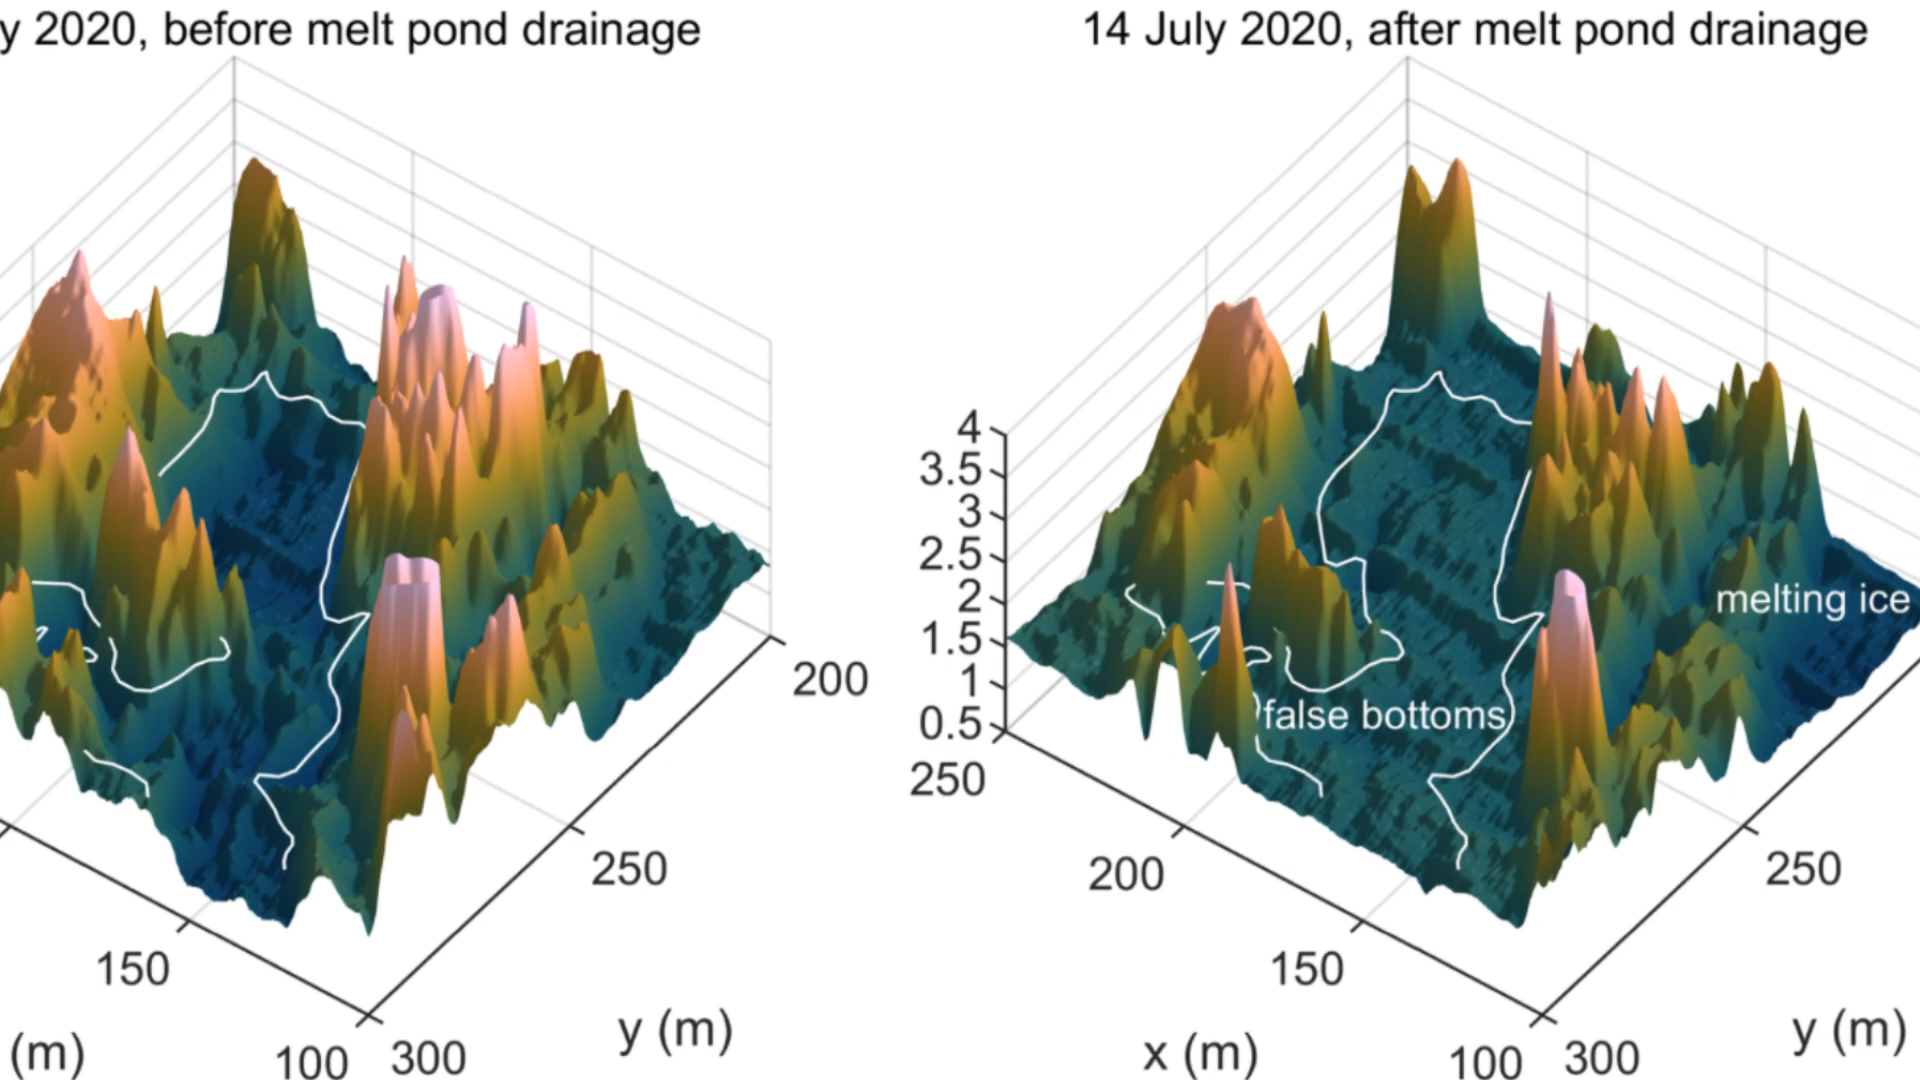 y 2020, before melt pond drainage
200
250
150
100
300
(m)
y (m)
14 July 2020, after melt pond drainage
4
3.5
3
2.5
2
1.5
1
0.5
melting ice
false bottoms
250
200
150
100
300
250
x (m)
y (m)